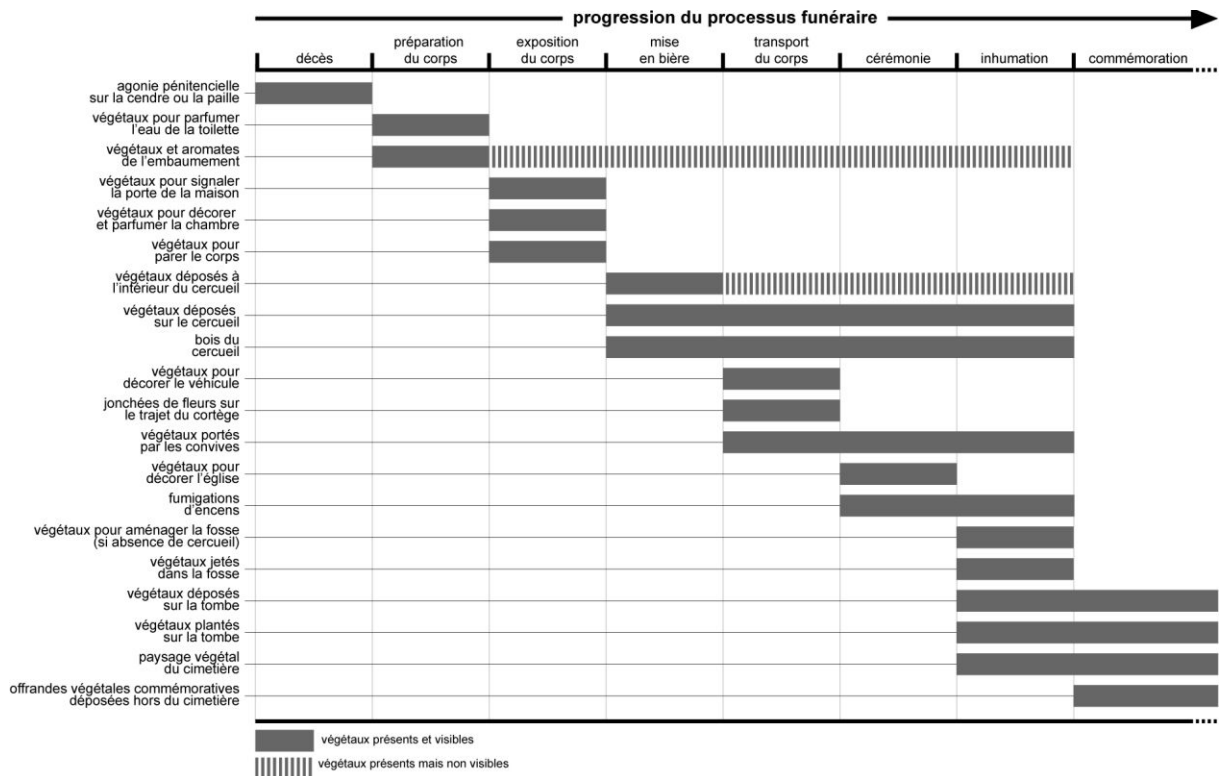 progression du processus funéraire
décès
préparation
du corps
exposition
du corps
mise
en bière
transport
du corps
cérémonie
inhumation
commémoration
agonie pénitencielle
sur la cendre ou la paille
végétaux pour parfumer
l'eau de la toilette
végétaux et aromates
de l'embaumement
végétaux pour signaler
la porte de la maison
végétaux pour décorer
et parfumer la chambre
végétaux pour
parer le corps
végétaux déposés à
l'intérieur du cercueil
végétaux déposés
sur le cercueil
bois du
cercueil
végétaux pour
décorer le véhicule
jonchées de fleurs sur
le trajet du cortège
végétaux portés
par les convives
végétaux pour
décorer l'église
fumigations
d'encens
végétaux pour aménager la fosse
(si absence de cercueil)
végétaux jetés
dans la fosse
végétaux déposés
sur la tombe
végétaux plantés
sur la tombe
paysage végétal
du cimetière
offrandes végétales commémoratives
déposées hors du cimetière
végétaux présents et visibles
végétaux présents mais non visibles